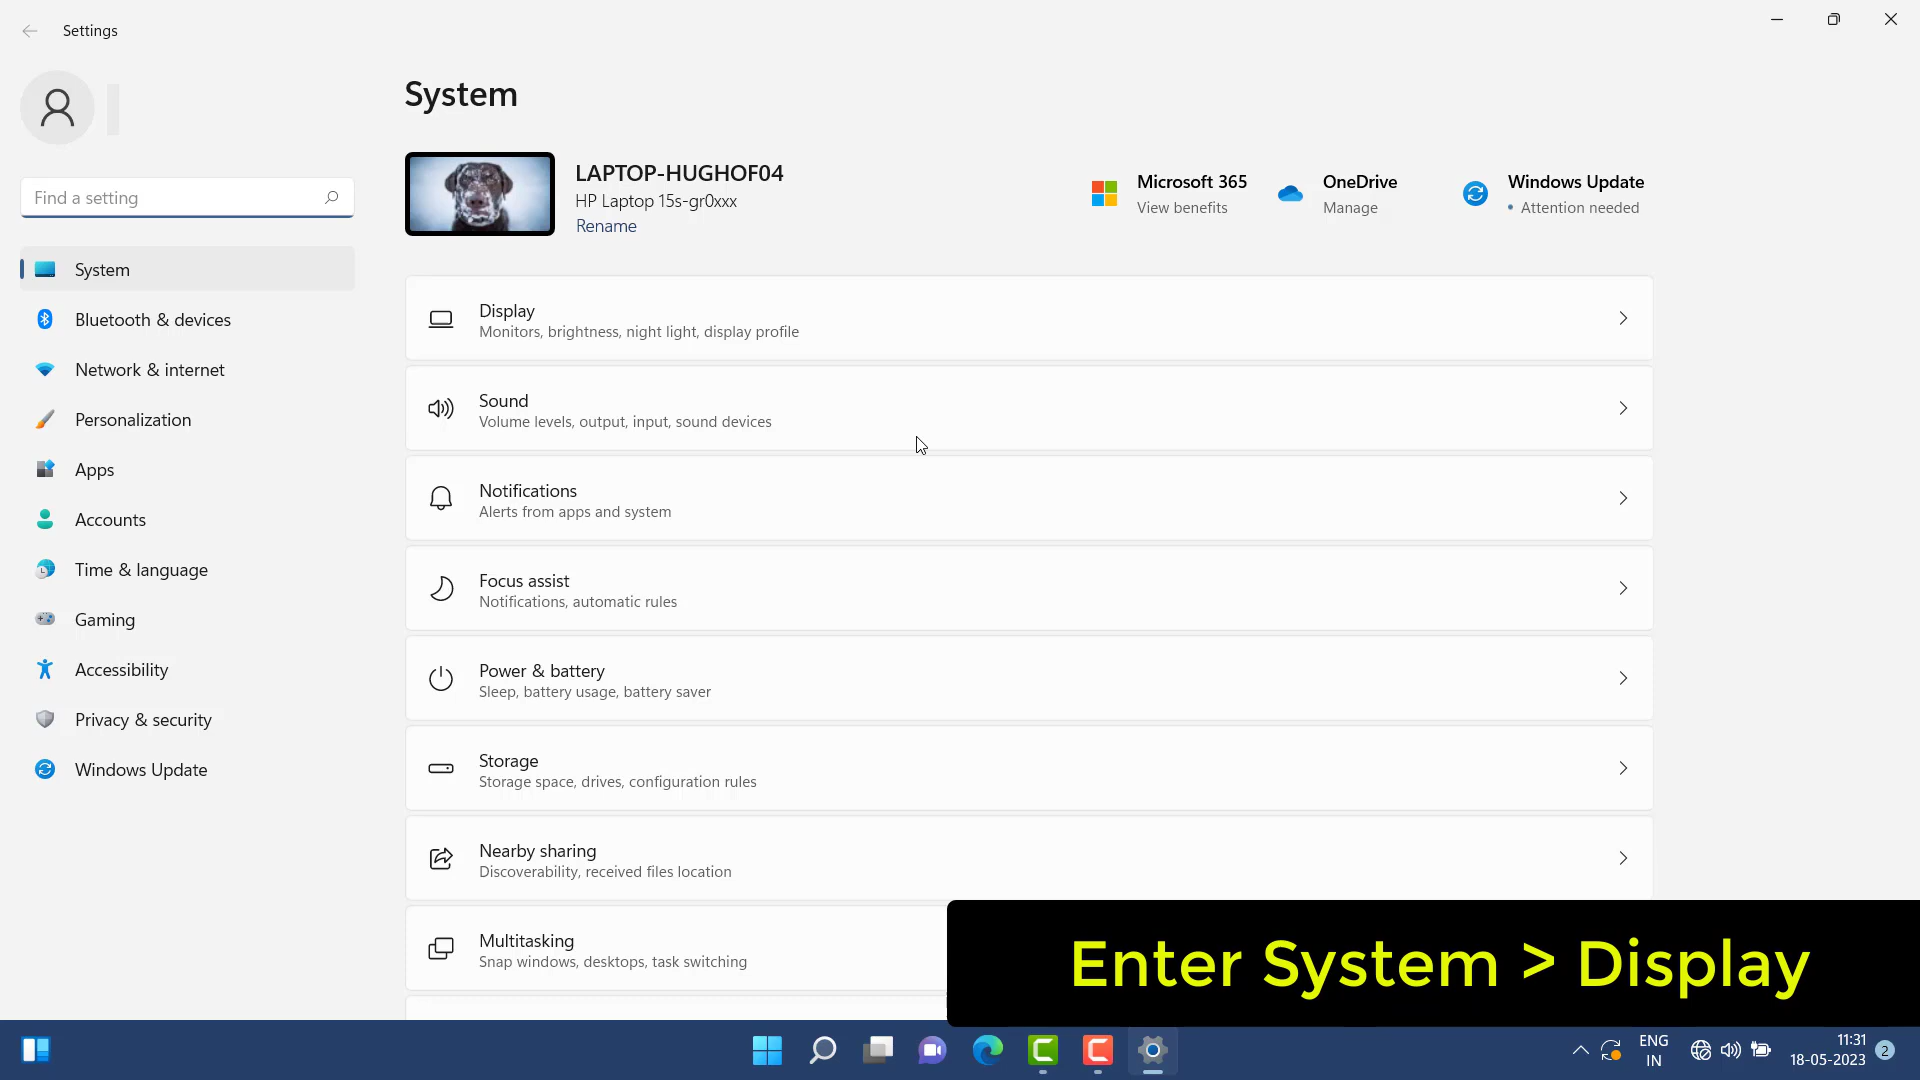 Settings
Find a setting
System
Bluetooth & devices
Network & internet
Personalization
Apps
Accounts
Time & language
Gaming
Accessibility
Privacy & security
Windows Update
System
LAPTOP-HUGHOF04
HP Laptop 15s-gr0xxx
Rename
Microsoft 365
View benefits
OneDrive
Manage
Windows Update
• Attention needed
Display
Monitors, brightness, night light, display profile
Sound
Volume levels, output, input, sound devices
Notifications
Alerts from apps and system
Focus assist
Notifications, automatic rules
Power & battery
Sleep, battery usage, battery saver
Storage
Storage space, drives, configuration rules
Nearby sharing
Discoverability, received files location
Multitasking
Snap windows, desktops, task switching
Enter System > Display
ENG
IN
11:31
18-05-2023
2